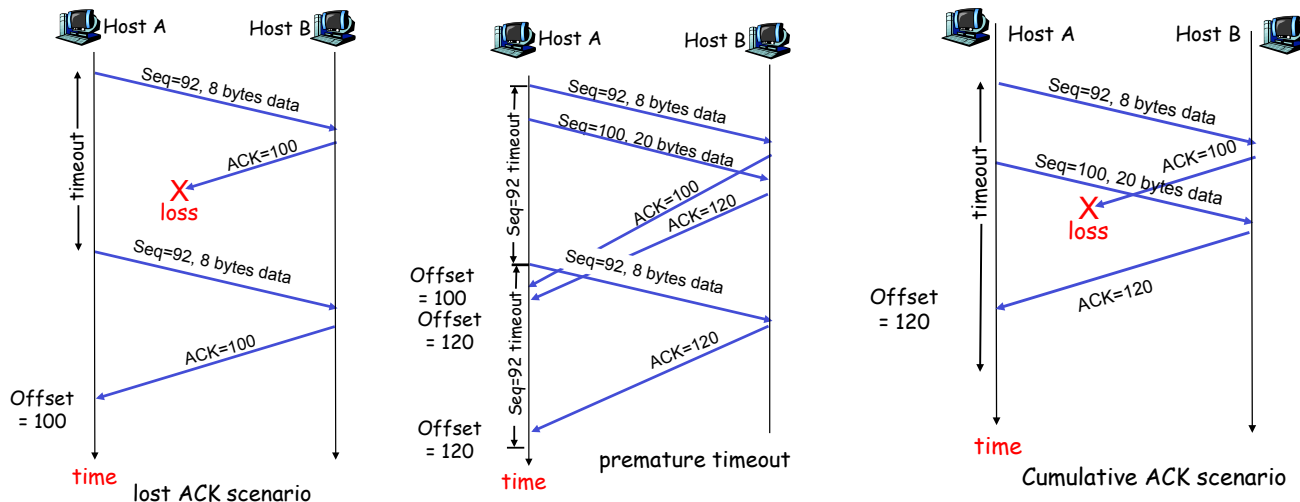 Host A
Host B
Seq=92, 8 bytes data
ACK=100
timeout
X
loss
Seq=92, 8 bytes data
ACK=100
Offset
= 100
time
lost ACK scenario
Host A
Host B
Seq=92, 8 bytes data
Seq=100, 20 bytes data
Seq=92 timeout
ACK=100
ACK=120
Seq=92, 8 bytes data
Offset
= 100
Offset
= 120
Seq=92 timeout
ACK=120
Offset
= 120
time
premature timeout
Host A
Host B
Seq=92, 8 bytes data
ACK=100
Seq=100, 20 bytes data
timeout
X
loss
ACK=120
Offset
= 120
time
Cumulative ACK scenario